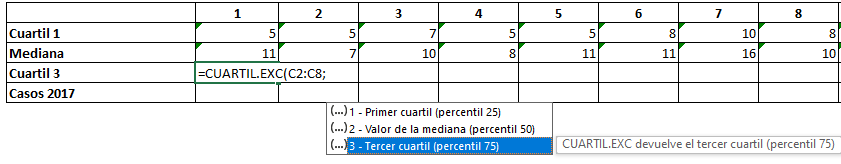 1 2 3 4 5 6 7 8
Cuartil 1 5 5 7 5 5 8 10 8
Mediana 11 7 10 8 11 11 16 10
Cuartil 3 =CUARTIL.EXC(C2:C8;
Casos 2017
(...) 1 - Primer cuartil (percentil 25)
(...) 2 - Valor de la mediana (percentil 50)
(...) 3 - Tercer cuartil (percentil 75) CUARTIL.EXC devuelve el tercer cuartil (percentil 75)